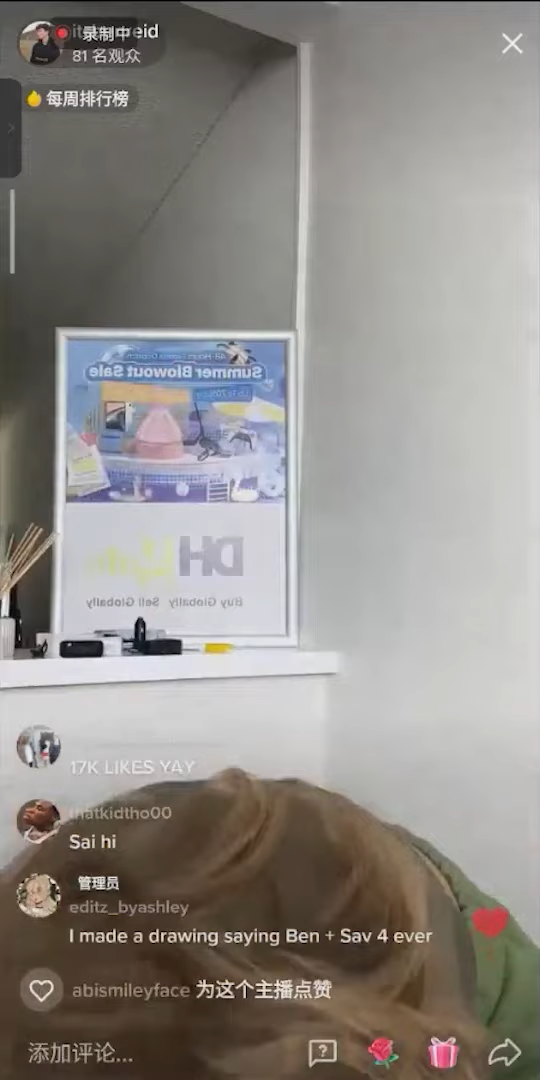 录制中
81 名观众
每周排行榜
Summer Blowout Sale
DH
Buy Globally Sell Globally
17K LIKES YAY
thatkidtho00
Sai hi
管理员
editz_byashley
I made a drawing saying Ben + Sav 4 ever
abismileyface 为这个主播点赞
添加评论...